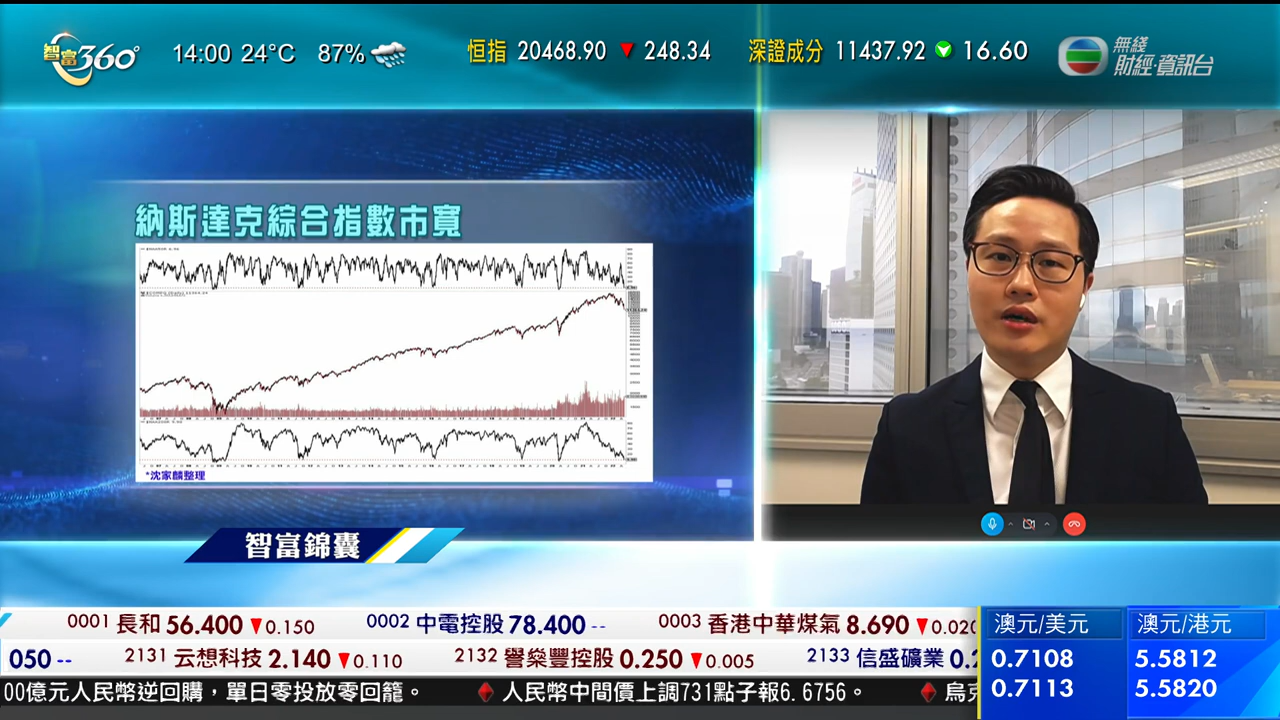 智富360°
14:00 24°C 87%
恒指 20468.90 ▼ 248.34
深證成分 11437.92 16.60
無綫
財經·資訊台
納斯達克綜合指數市寬
*沈家麟整理
智富錦囊
0001 長和 56.400 ▼0.150 0002 中電控股 78.400 -- 0003 香港中華煤氣 8.690 ▼0.020
050 -- 2131 云想科技 2.140 ▼0.110 2132 譽燊豐控股 0.250 ▼0.005 2133 信盛礦業 0.2
00億元人民幣逆回購，單日零投放零回籠。 ♦ 人民幣中間價上調731點子報6.6756。 ♦ 烏克
澳元/美元
0.7108
0.7113
澳元/港元
5.5812
5.5820